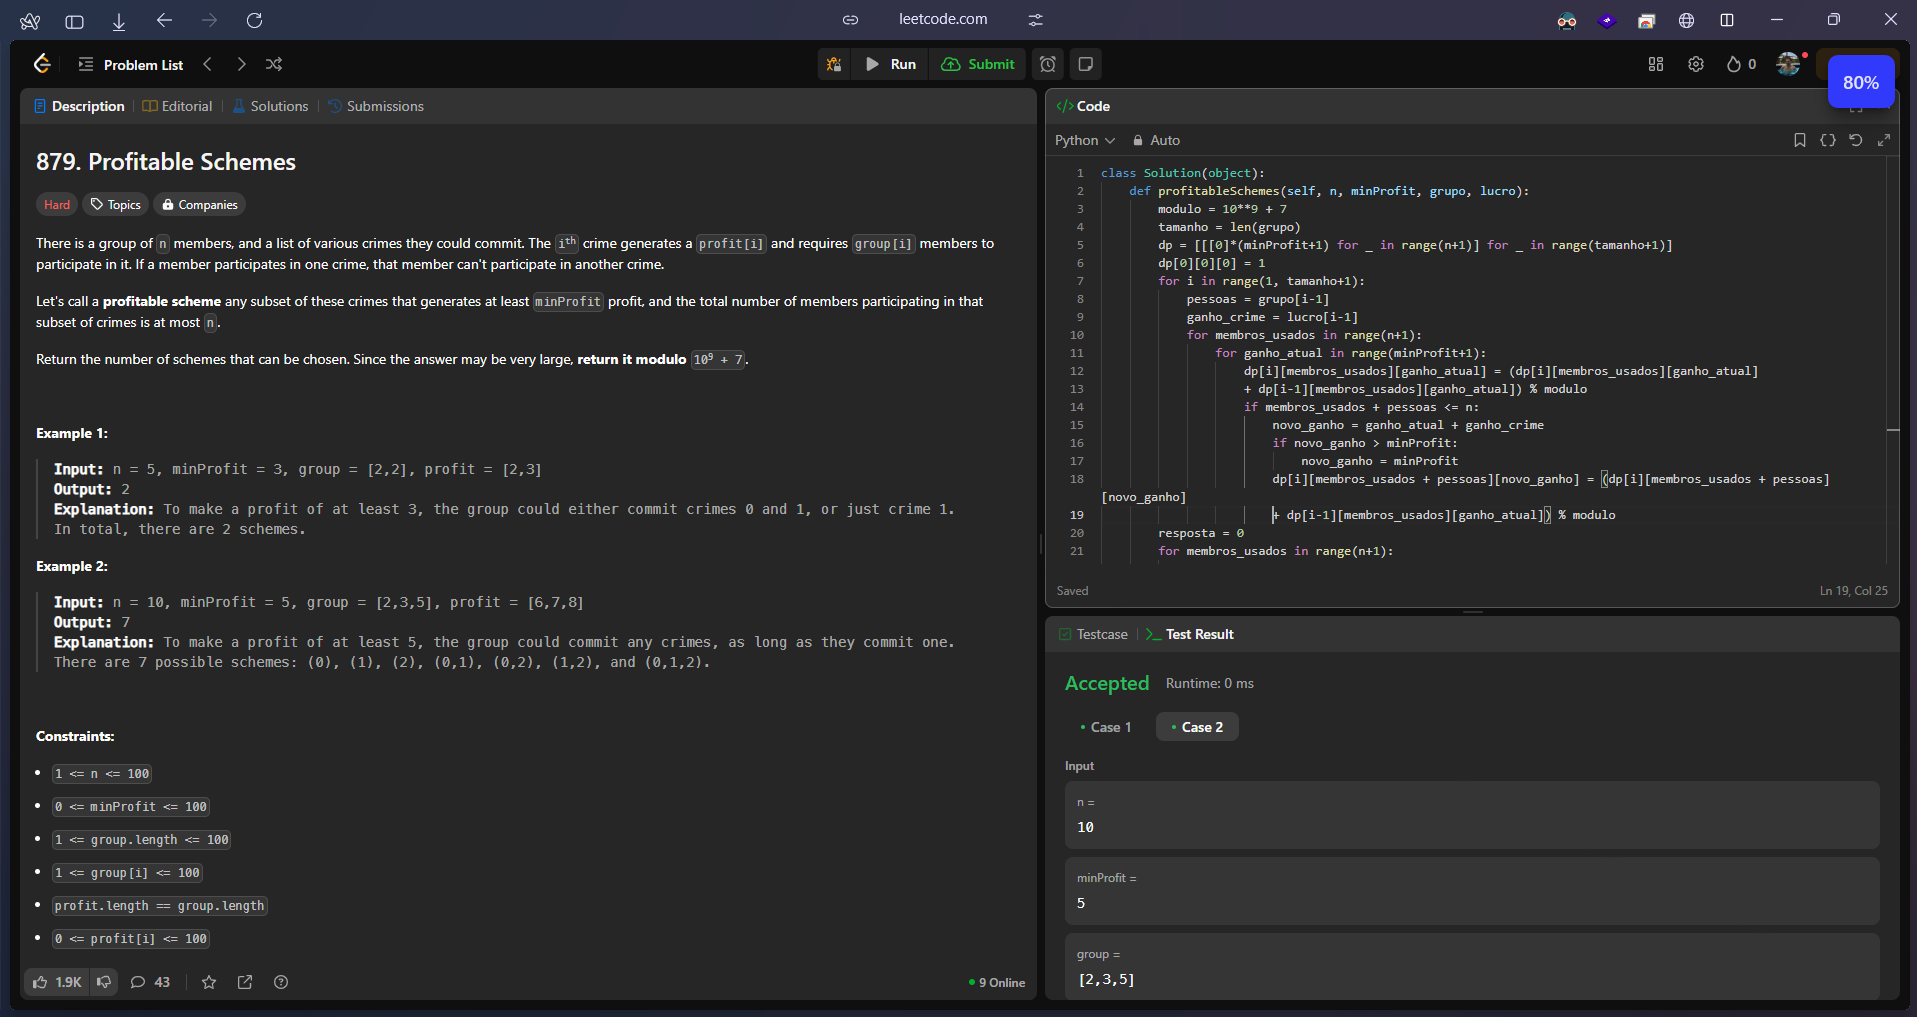 leetcode.com
Problem List
Run
Submit
0
80%
Description
Editorial
Solutions
Submissions
879. Profitable Schemes
Hard
Topics
Companies
There is a group of n members, and a list of various crimes they could commit. The iᵗʰ crime generates a profit[i] and requires group[i] members to
participate in it. If a member participates in one crime, that member can't participate in another crime.
Let's call a profitable scheme any subset of these crimes that generates at least minProfit profit, and the total number of members participating in that
subset of crimes is at most n.
Return the number of schemes that can be chosen. Since the answer may be very large, return it modulo 10⁹ + 7.
Example 1:
Input: n = 5, minProfit = 3, group = [2,2], profit = [2,3]
Output: 2
Explanation: To make a profit of at least 3, the group could either commit crimes 0 and 1, or just crime 1.
In total, there are 2 schemes.
Example 2:
Input: n = 10, minProfit = 5, group = [2,3,5], profit = [6,7,8]
Output: 7
Explanation: To make a profit of at least 5, the group could commit any crimes, as long as they commit one.
There are 7 possible schemes: (0), (1), (2), (0,1), (0,2), (1,2), and (0,1,2).
Constraints:
1 <= n <= 100
0 <= minProfit <= 100
1 <= group.length <= 100
1 <= group[i] <= 100
profit.length == group.length
0 <= profit[i] <= 100
1.9K
43
9 Online
</> Code
Python
Auto
1 class Solution(object):
2 def profitableSchemes(self, n, minProfit, grupo, lucro):
3 modulo = 10**9 + 7
4 tamanho = len(grupo)
5 dp = [[[0]*(minProfit+1) for _ in range(n+1)] for _ in range(tamanho+1)]
6 dp[0][0][0] = 1
7 for i in range(1, tamanho+1):
8 pessoas = grupo[i-1]
9 ganho_crime = lucro[i-1]
10 for membros_usados in range(n+1):
11 for ganho_atual in range(minProfit+1):
12 dp[i][membros_usados][ganho_atual] = (dp[i][membros_usados][ganho_atual]
13 + dp[i-1][membros_usados][ganho_atual]) % modulo
14 if membros_usados + pessoas <= n:
15 novo_ganho = ganho_atual + ganho_crime
16 if novo_ganho > minProfit:
17 novo_ganho = minProfit
18 dp[i][membros_usados + pessoas][novo_ganho] = (dp[i][membros_usados + pessoas]
[novo_ganho]
19 + dp[i-1][membros_usados][ganho_atual]) % modulo
20 resposta = 0
21 for membros_usados in range(n+1):
Saved
Ln 19, Col 25
Testcase
>_ Test Result
Accepted
Runtime: 0 ms
Case 1
Case 2
Input
n =
10
minProfit =
5
group =
[2,3,5]